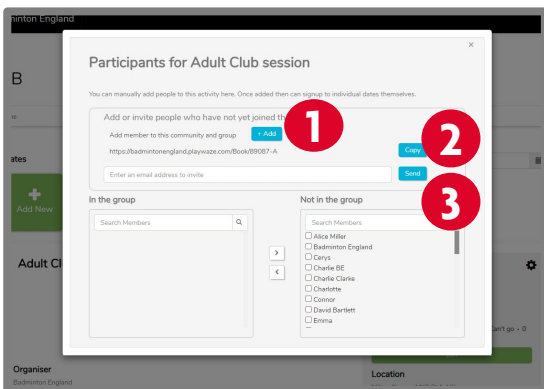 minton England
×
B
Participants for Adult Club session
You can manually add people to this activity here. Once added then can signup to individual dates themselves.
Add or invite people who have not yet joined th
Add member to this community and group
+ Add
1
https://badmintonengland.playwaze.com/Book/89087-A
Copy
2
Enter an email address to invite
Send
3
ates
+
Add New
In the group
Search Members
>
<
Not in the group
Search Members
Alice Miller
Badminton England
Cerys
Charlie BE
Charlie Clarke
Charlotte
Connor
David Bartlett
Emma
Adult Cl
Can't go - 0
Organiser
Badminton England
Location